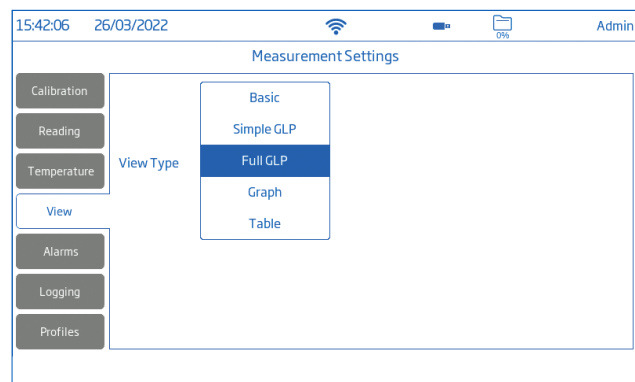 15:42:06 26/03/2022 0% Admin
Measurement Settings
Calibration
Reading
Temperature
View
Alarms
Logging
Profiles
View Type
Basic
Simple GLP
Full GLP
Graph
Table